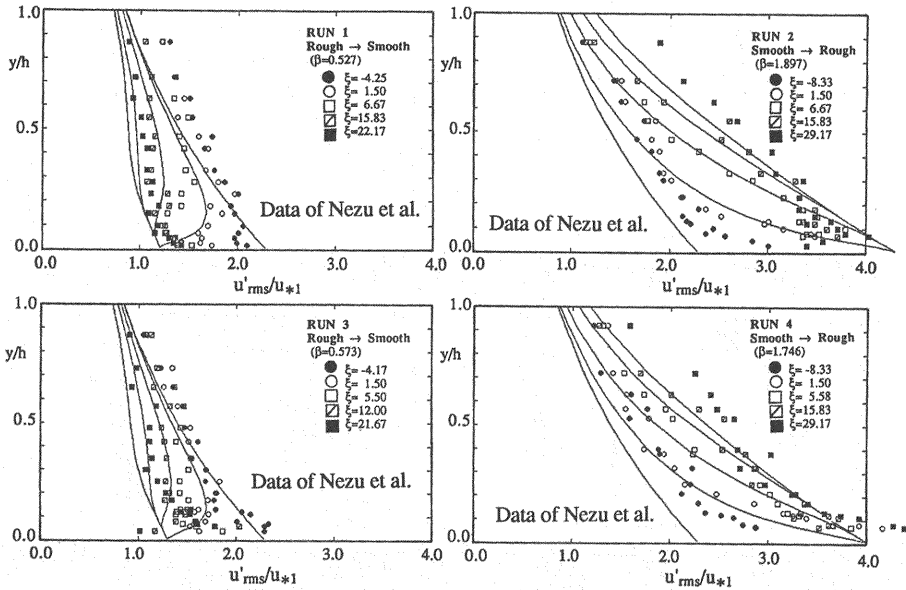 1.0
y/h
0.5
0.0
0.0
1.0
2.0
3.0
4.0
u'rms/u*1
RUN 1
Rough → Smooth
(β=0.527)
ξ= -4.25
ξ= 1.50
ξ= 6.67
ξ=15.83
ξ=22.17
Data of Nezu et al.
1.0
y/h
0.5
0.0
0.0
1.0
2.0
3.0
4.0
u'rms/u*1
RUN 2
Smooth → Rough
(β=1.897)
ξ= -8.33
ξ= 1.50
ξ= 6.67
ξ=15.83
ξ=29.17
Data of Nezu et al.
1.0
y/h
0.5
0.0
0.0
1.0
2.0
3.0
4.0
u'rms/u*1
RUN 3
Rough → Smooth
(β=0.573)
ξ= -4.17
ξ= 1.50
ξ= 5.50
ξ=12.00
ξ=21.67
Data of Nezu et al.
1.0
y/h
0.5
0.0
0.0
1.0
2.0
3.0
4.0
u'rms/u*1
RUN 4
Smooth → Rough
(β=1.746)
ξ= -8.33
ξ= 1.50
ξ= 5.58
ξ=15.83
ξ=29.17
Data of Nezu et al.